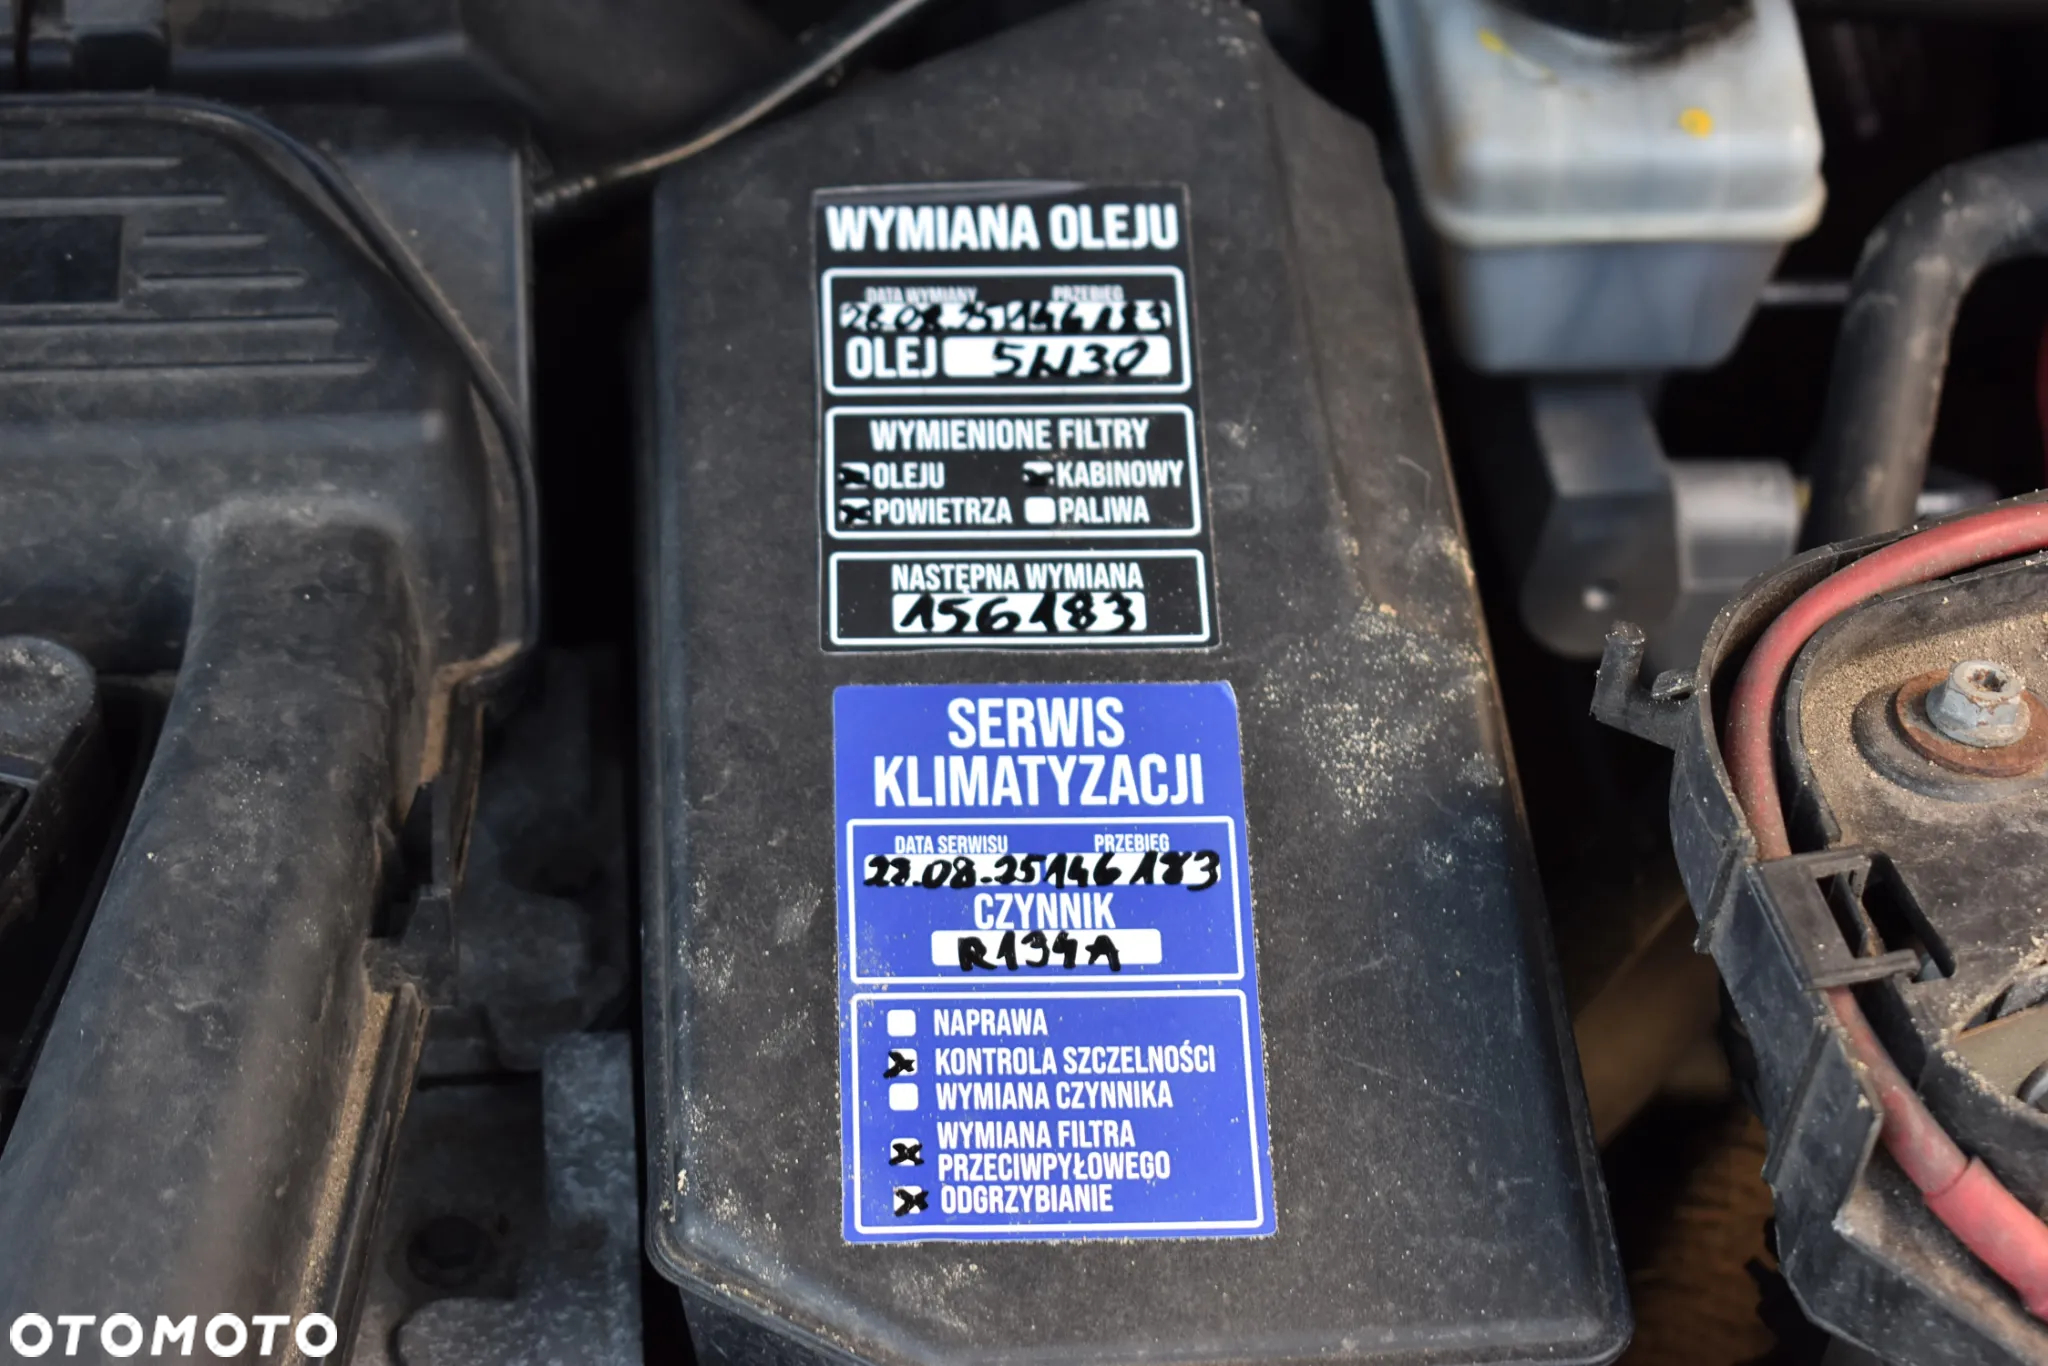 WYMIANA OLEJU
DATA WYMIANY PRZEBIEG
28.08.25 146183
OLEJ 5W30
WYMIENIONE FILTRY
OLEJU KABINOWY
POWIETRZA PALIWA
NASTĘPNA WYMIANA
156183
SERWIS
KLIMATYZACJI
DATA SERWISU PRZEBIEG
28.08.25 146183
CZYNNIK
R134A
NAPRAWA
KONTROLA SZCZELNOŚCI
WYMIANA CZYNNIKA
WYMIANA FILTRA
PRZECIWPYŁOWEGO
ODGRZYBIANIE
OTOMOTO